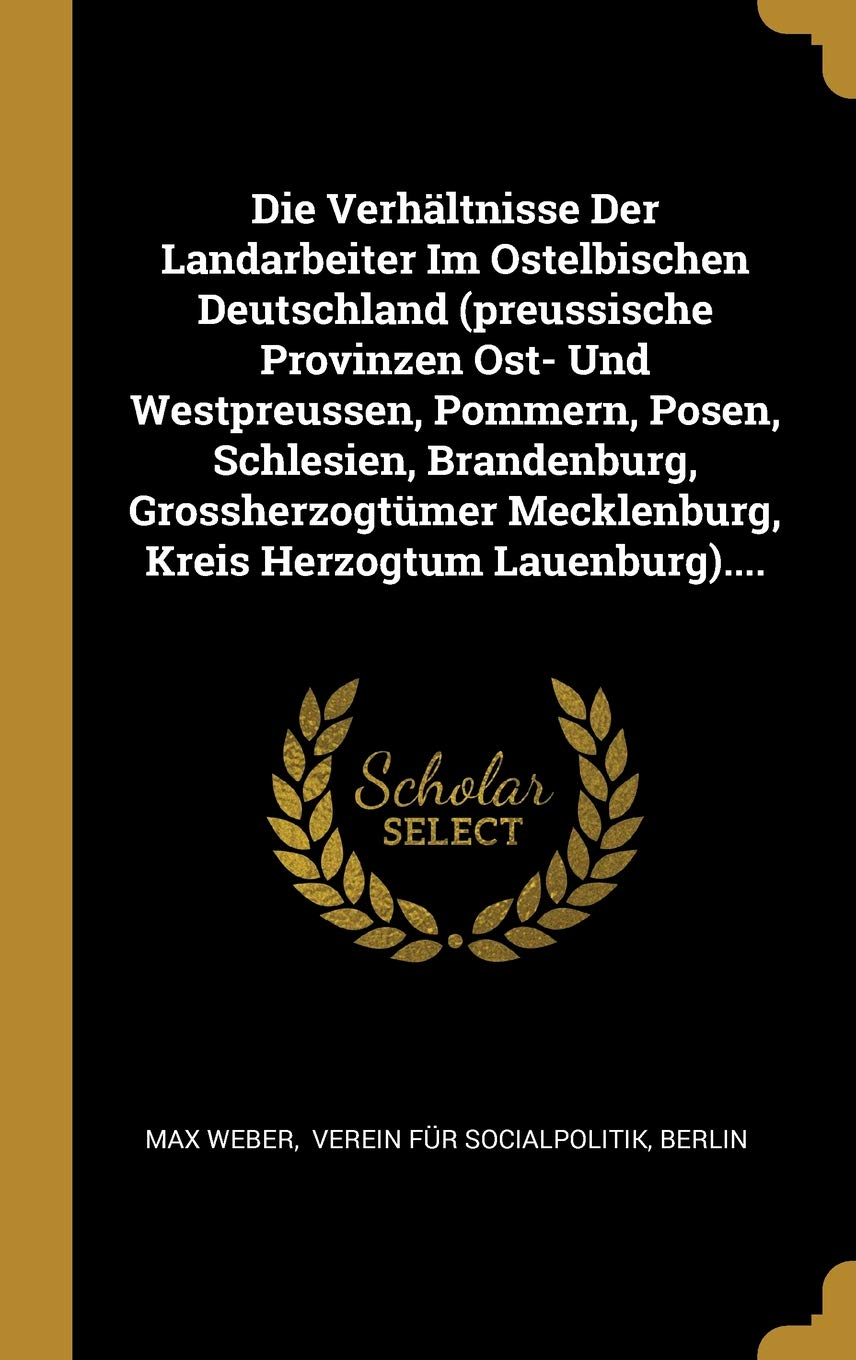 Die Verhältnisse Der
Landarbeiter Im Ostelbischen
Deutschland (preussische
Provinzen Ost- Und
Westpreussen, Pommern, Posen,
Schlesien, Brandenburg,
Grossherzogtümer Mecklenburg,
Kreis Herzogtum Lauenburg)....
Scholar
SELECT
MAX WEBER, VEREIN FÜR SOCIALPOLITIK, BERLIN